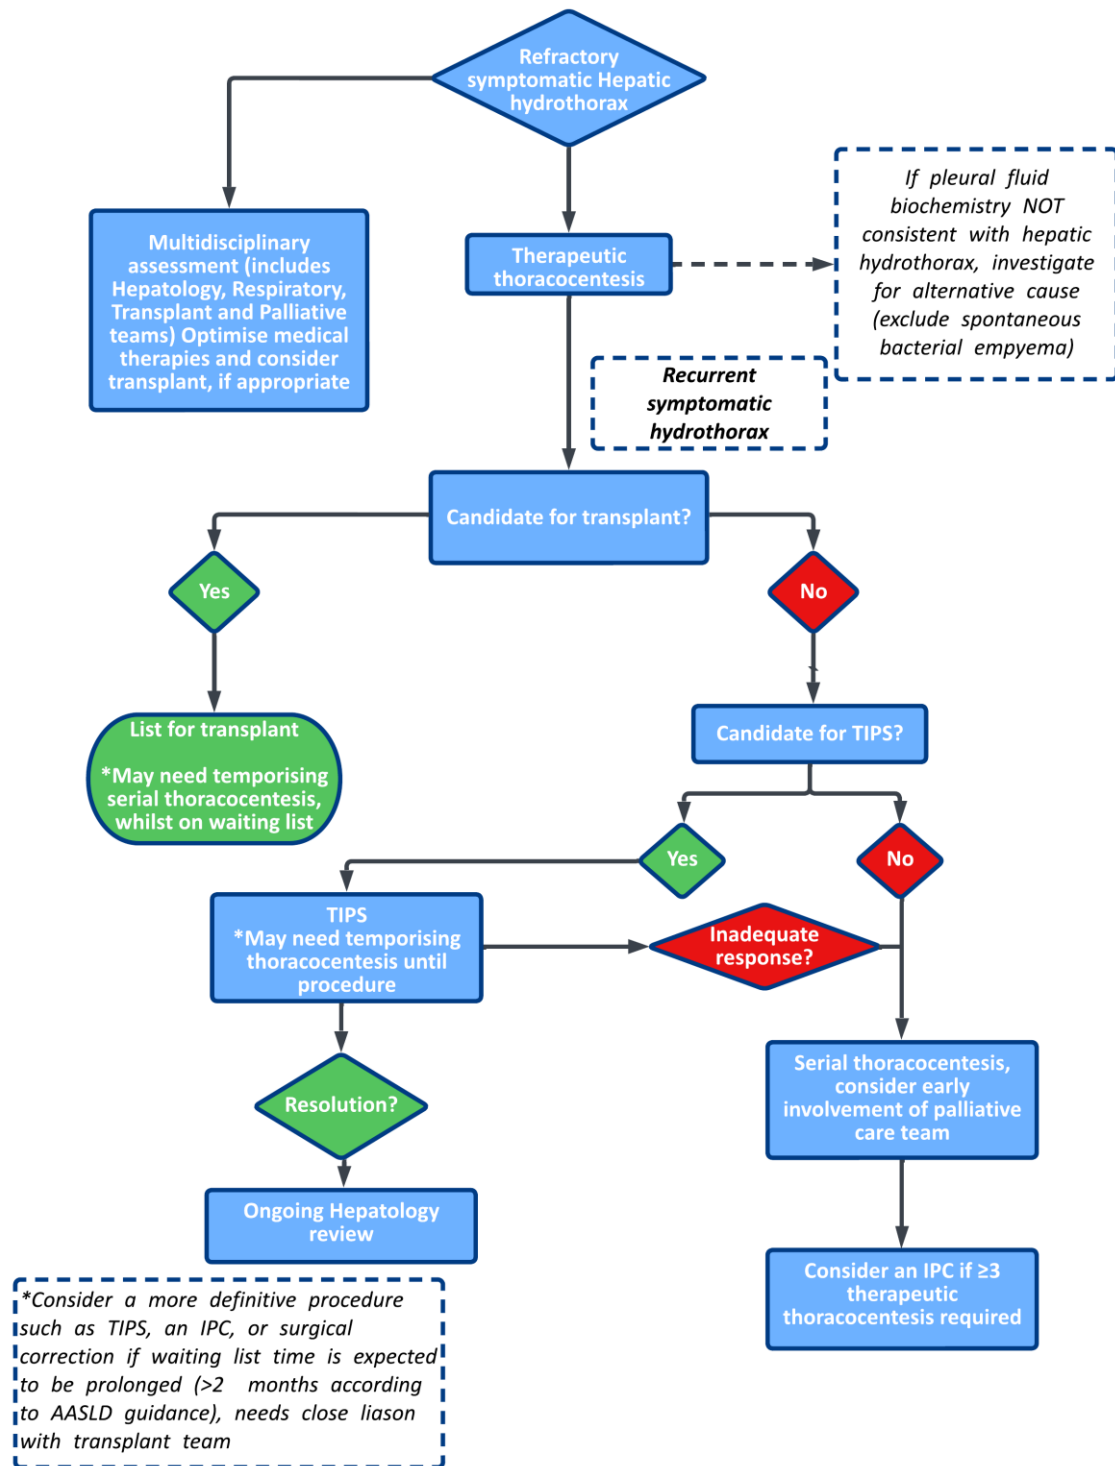 Refractory
symptomatic Hepatic
hydrothorax
Multidisciplinary
assessment (includes
Hepatology, Respiratory,
Transplant and Palliative
teams) Optimise medical
therapies and consider
transplant, if appropriate
Therapeutic
thoracocentesis
If pleural fluid
biochemistry NOT
consistent with hepatic
hydrothorax, investigate
for alternative cause
(exclude spontaneous
bacterial empyema)
Recurrent
symptomatic
hydrothorax
Candidate for transplant?
Yes
No
List for transplant
*May need temporising
serial thoracocentesis,
whilst on waiting list
Candidate for TIPS?
Yes
No
TIPS
*May need temporising
thoracocentesis until
procedure
Inadequate
response?
Resolution?
Serial thoracocentesis,
consider early
involvement of palliative
care team
Ongoing Hepatology
review
Consider an IPC if ≥3
therapeutic
thoracocentesis required
*Consider a more definitive procedure
such as TIPS, an IPC, or surgical
correction if waiting list time is expected
to be prolonged (>2 months according
to AASLD guidance), needs close liason
with transplant team